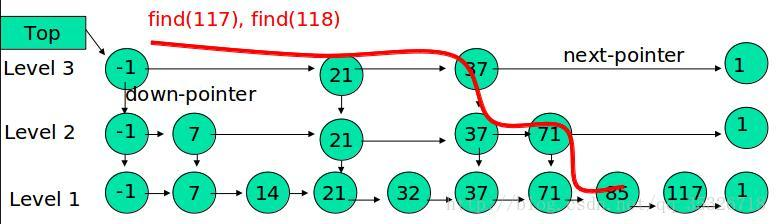 find(117), find(118)
Top
next-pointer
Level 3 -1 21 37 1
down-pointer
Level 2 -1 7 21 37 71 1
Level 1 -1 7 14 21 32 37 71 85 117 1